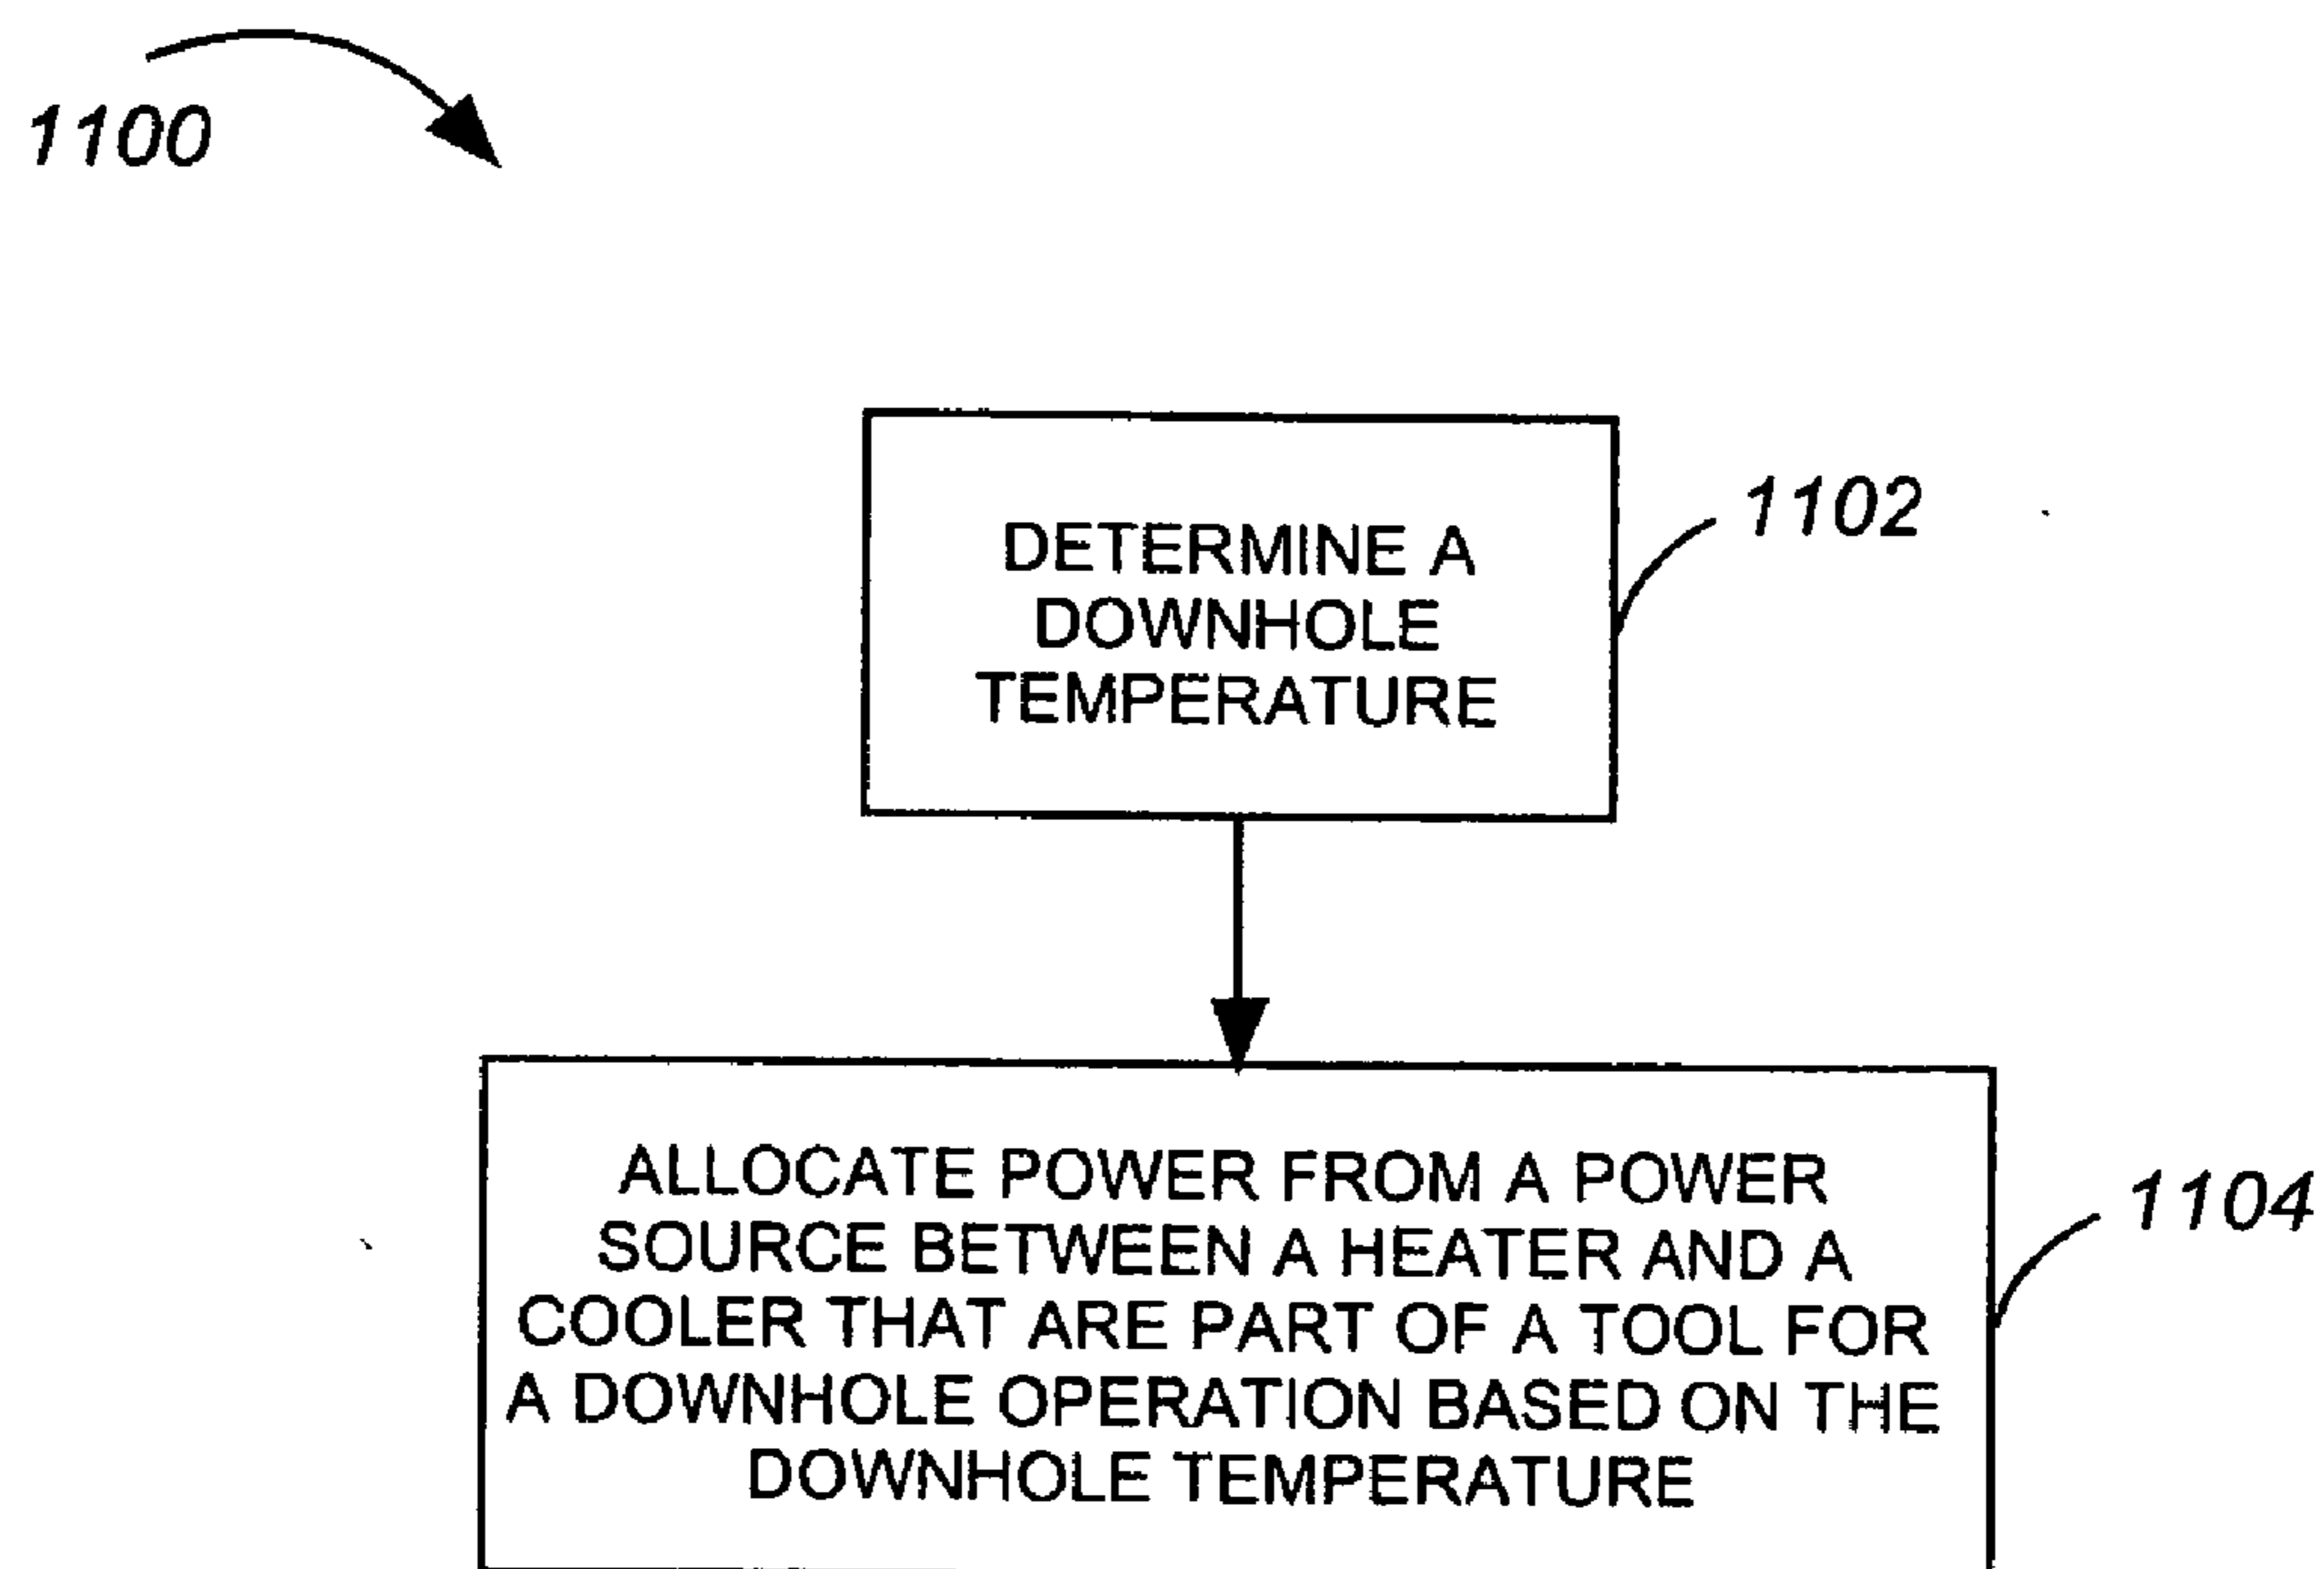 1100
DETERMINE A
DOWNHOLE
TEMPERATURE
1102
ALLOCATE POWER FROM A POWER
SOURCE BETWEEN A HEATER AND A
COOLER THAT ARE PART OF A TOOL FOR
A DOWNHOLE OPERATION BASED ON THE
DOWNHOLE TEMPERATURE
1104